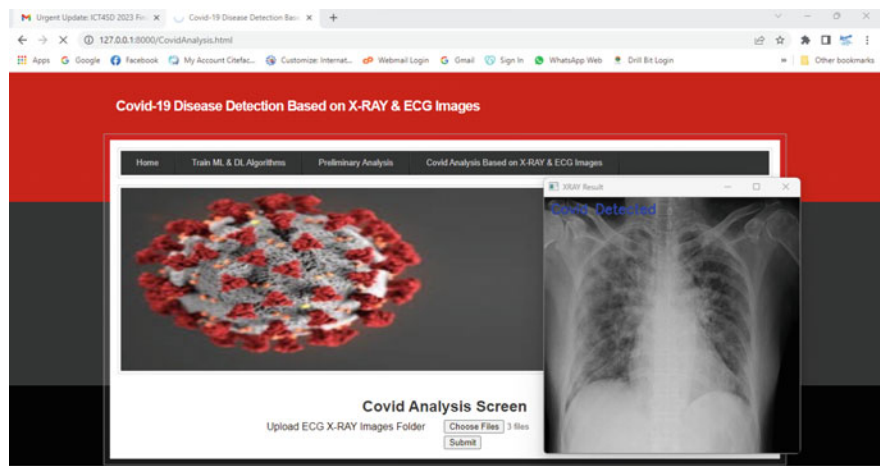 Urgent Update: ICT4SD 2023 Fin
Covid-19 Disease Detection Bas
127.0.0.1:8000/CovidAnalysis.html
Apps Google Facebook My Account Citefac... Customize: Internat... Webmail Login Gmail Sign In WhatsApp Web Drill Bit Login » Other bookmarks
Covid-19 Disease Detection Based on X-RAY & ECG Images
Home Train ML & DL Algorithms Preliminary Analysis Covid Analysis Based on X-RAY & ECG Images
XRAY Result
Covid Detected
Covid Analysis Screen
Upload ECG X-RAY Images Folder Choose Files 3 files
Submit